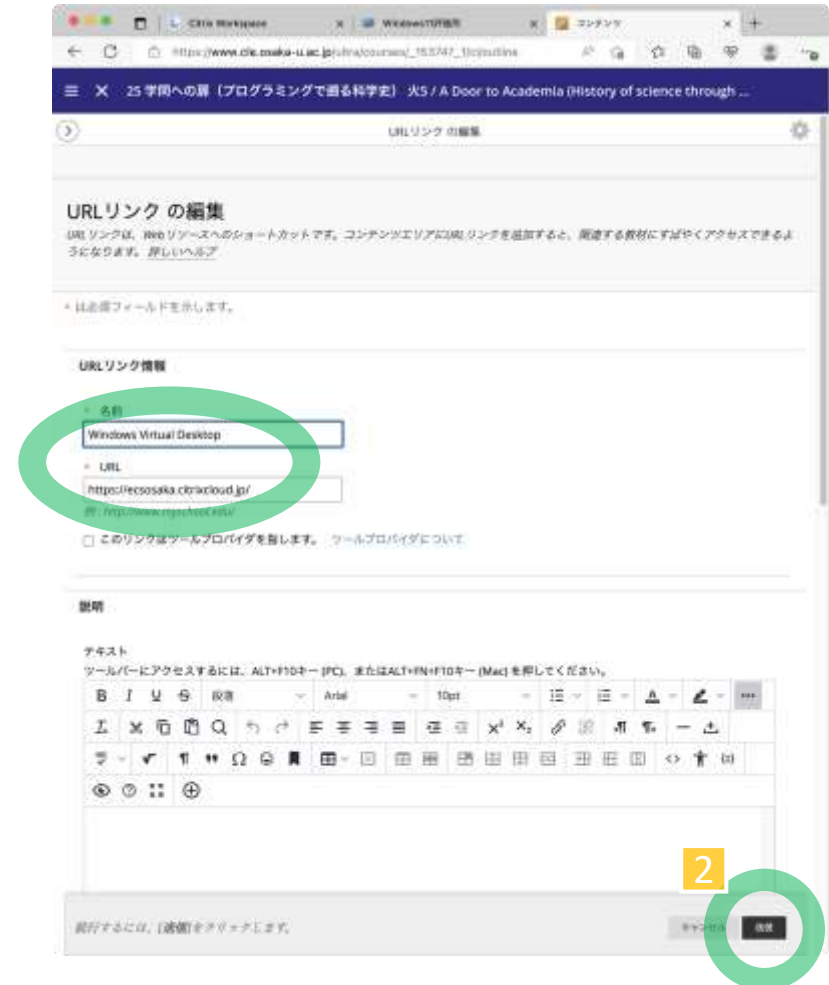 Citrix Workspace
コンテンツ
https://www.cle.osaka-u.ac.jp/ultra/courses/
25 学問への扉（プログラミングで廻る科学史） 火5 / A Door to Academia (History of science through ...
URLリンク の編集
URLリンク の編集
URL リンクは、Web リソースへのショートカットです。コンテンツエリアにURL リンクを追加すると、関連する教材にすばやくアクセスできるよ
うになります。 詳しいヘルプ
* は必須フィールドを示します。
URLリンク情報
* 名前
Windows Virtual Desktop
* URL
https://ecsosaka.citrixcloud.jp/
例: http://www.myschool.edu/
このリンクはツールプロバイダを指します。 ツールプロバイダについて
説明
テキスト
ツールバーにアクセスするには、ALT+F10キー (PC)、またはALT+FN+F10キー (Mac) を押してください。
B I U S 段落 Arial 10pt
2
続行するには、[送信]をクリックします。
キャンセル